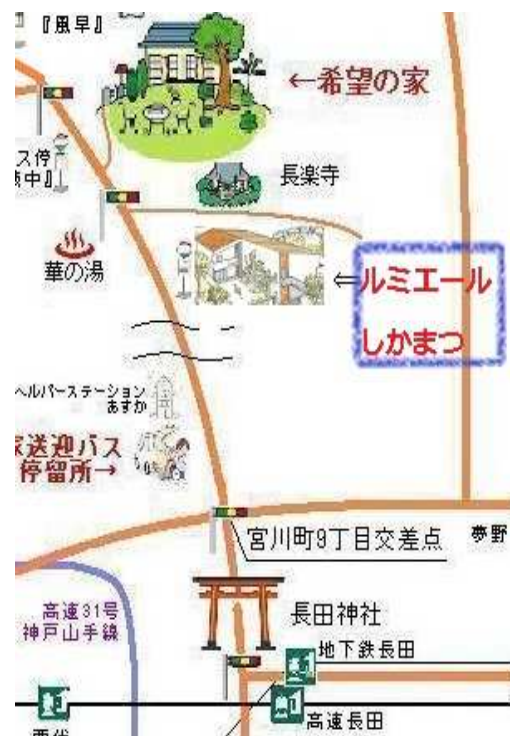 『風早』
←希望の家
ス停
中』
長楽寺
華の湯
⇐ルミエール
しかまつ
ヘルパーステーション
あすか
送迎バス
停留所→
宮川町9丁目交差点
夢野
高速31号
神戸山手線
長田神社
地下鉄長田
高速長田